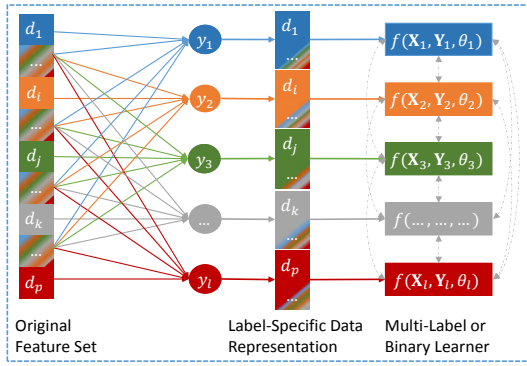 d₁
...
dᵢ
...
dⱼ
...
dₖ
...
dₚ
y₁
y₂
y₃
...
yₗ
d₁
...
dᵢ
...
dⱼ
...
dₖ
...
dₚ
...
f(X₁, Y₁, θ₁)
f(X₂, Y₂, θ₂)
f(X₃, Y₃, θ₃)
f(..., ..., ...)
f(Xₗ, Yₗ, θₗ)
Original
Feature Set
Label-Specific Data
Representation
Multi-Label or
Binary Learner